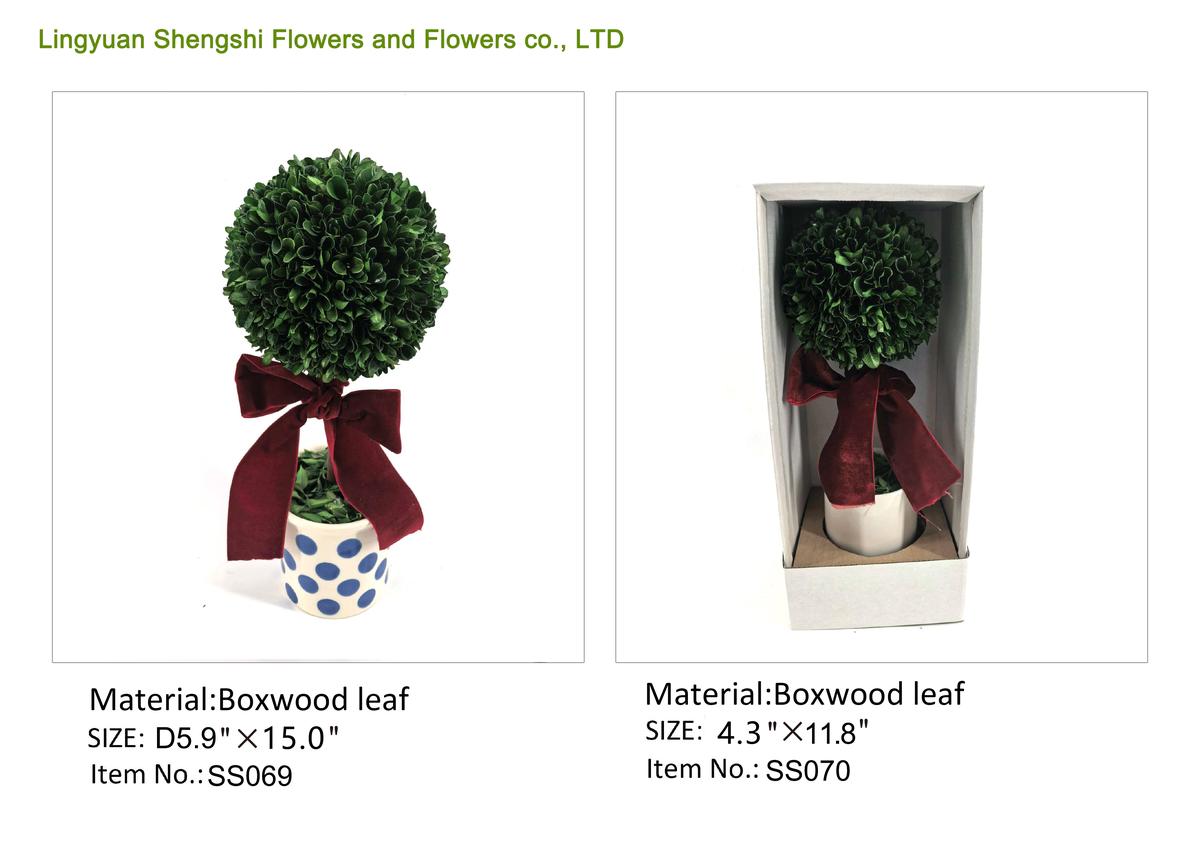 Lingyuan Shengshi Flowers and Flowers co., LTD
Material:Boxwood leaf
SIZE: D5.9"×15.0"
Item No.:SS069
Material:Boxwood leaf
SIZE: 4.3"×11.8"
Item No.: SS070